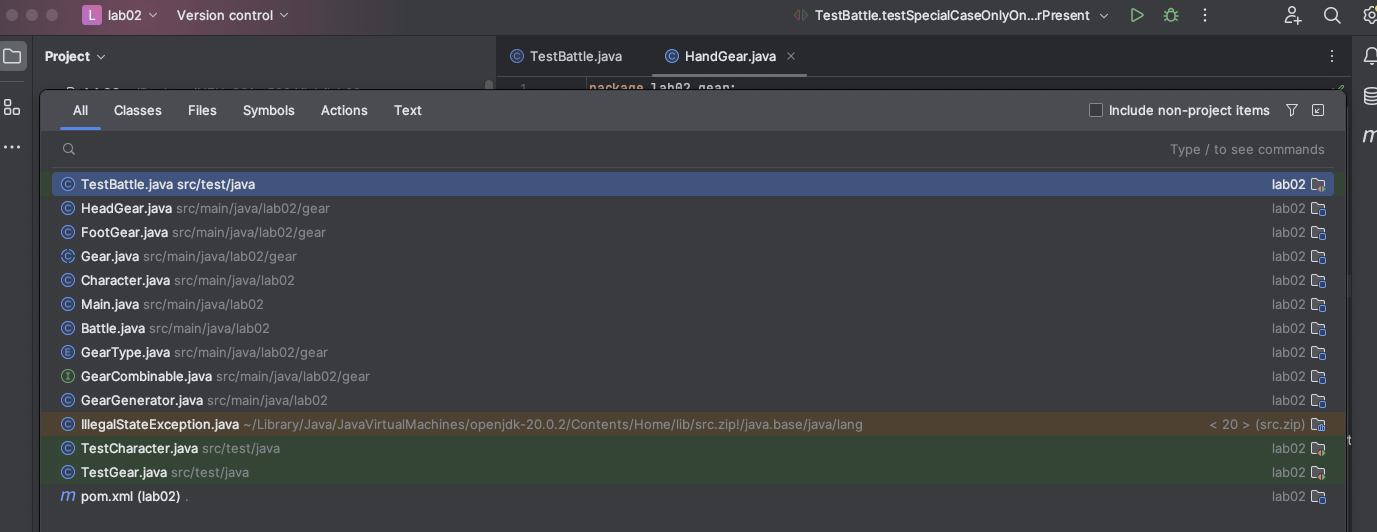 L lab02 Version control TestBattle.testSpecialCaseOnlyOn...rPresent
Project TestBattle.java HandGear.java
1 package lab02.gear;
All Classes Files Symbols Actions Text Include non-project items
Type / to see commands
TestBattle.java src/test/java lab02
HeadGear.java src/main/java/lab02/gear lab02
FootGear.java src/main/java/lab02/gear lab02
Gear.java src/main/java/lab02/gear lab02
Character.java src/main/java/lab02 lab02
Main.java src/main/java/lab02 lab02
Battle.java src/main/java/lab02 lab02
GearType.java src/main/java/lab02/gear lab02
GearCombinable.java src/main/java/lab02/gear lab02
GearGenerator.java src/main/java/lab02 lab02
IllegalStateException.java ~/Library/Java/JavaVirtualMachines/openjdk-20.0.2/Contents/Home/lib/src.zip!/java.base/java/lang < 20 > (src.zip)
TestCharacter.java src/test/java lab02
TestGear.java src/test/java lab02
m pom.xml (lab02) . lab02